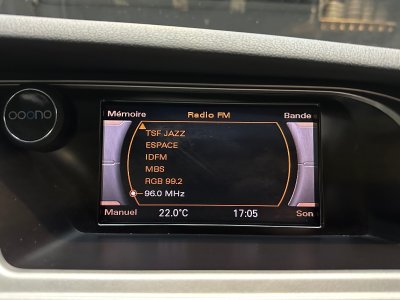 ooono
Mémoire Radio FM Bande
TSF JAZZ
ESPACE
IDFM
MBS
RGB 99.2
96.0 MHz
Manuel 22.0°C 17:05 Son